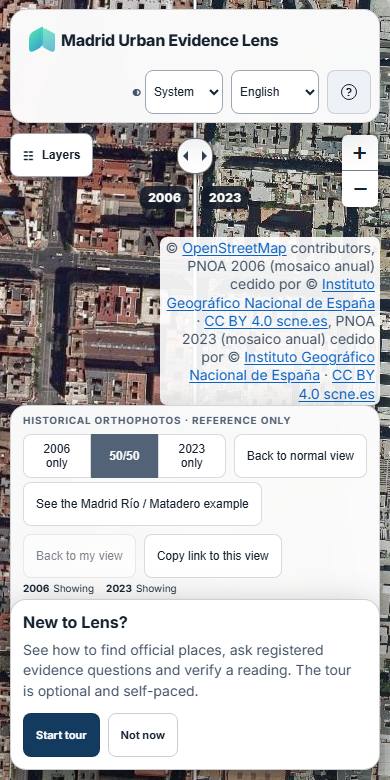 Madrid Urban Evidence Lens
System
English
?
Layers
+
−
2006
2023
© OpenStreetMap contributors,
PNOA 2006 (mosaico anual)
cedido por © Instituto
Geográfico Nacional de España
· CC BY 4.0 scne.es, PNOA
2023 (mosaico anual) cedido
por © Instituto Geográfico
Nacional de España · CC BY
4.0 scne.es
HISTORICAL ORTHOPHOTOS · REFERENCE ONLY
2006
only
50/50
2023
only
Back to normal view
See the Madrid Río / Matadero example
Back to my view
Copy link to this view
2006 Showing 2023 Showing
New to Lens?
See how to find official places, ask registered
evidence questions and verify a reading. The tour
is optional and self-paced.
Start tour
Not now